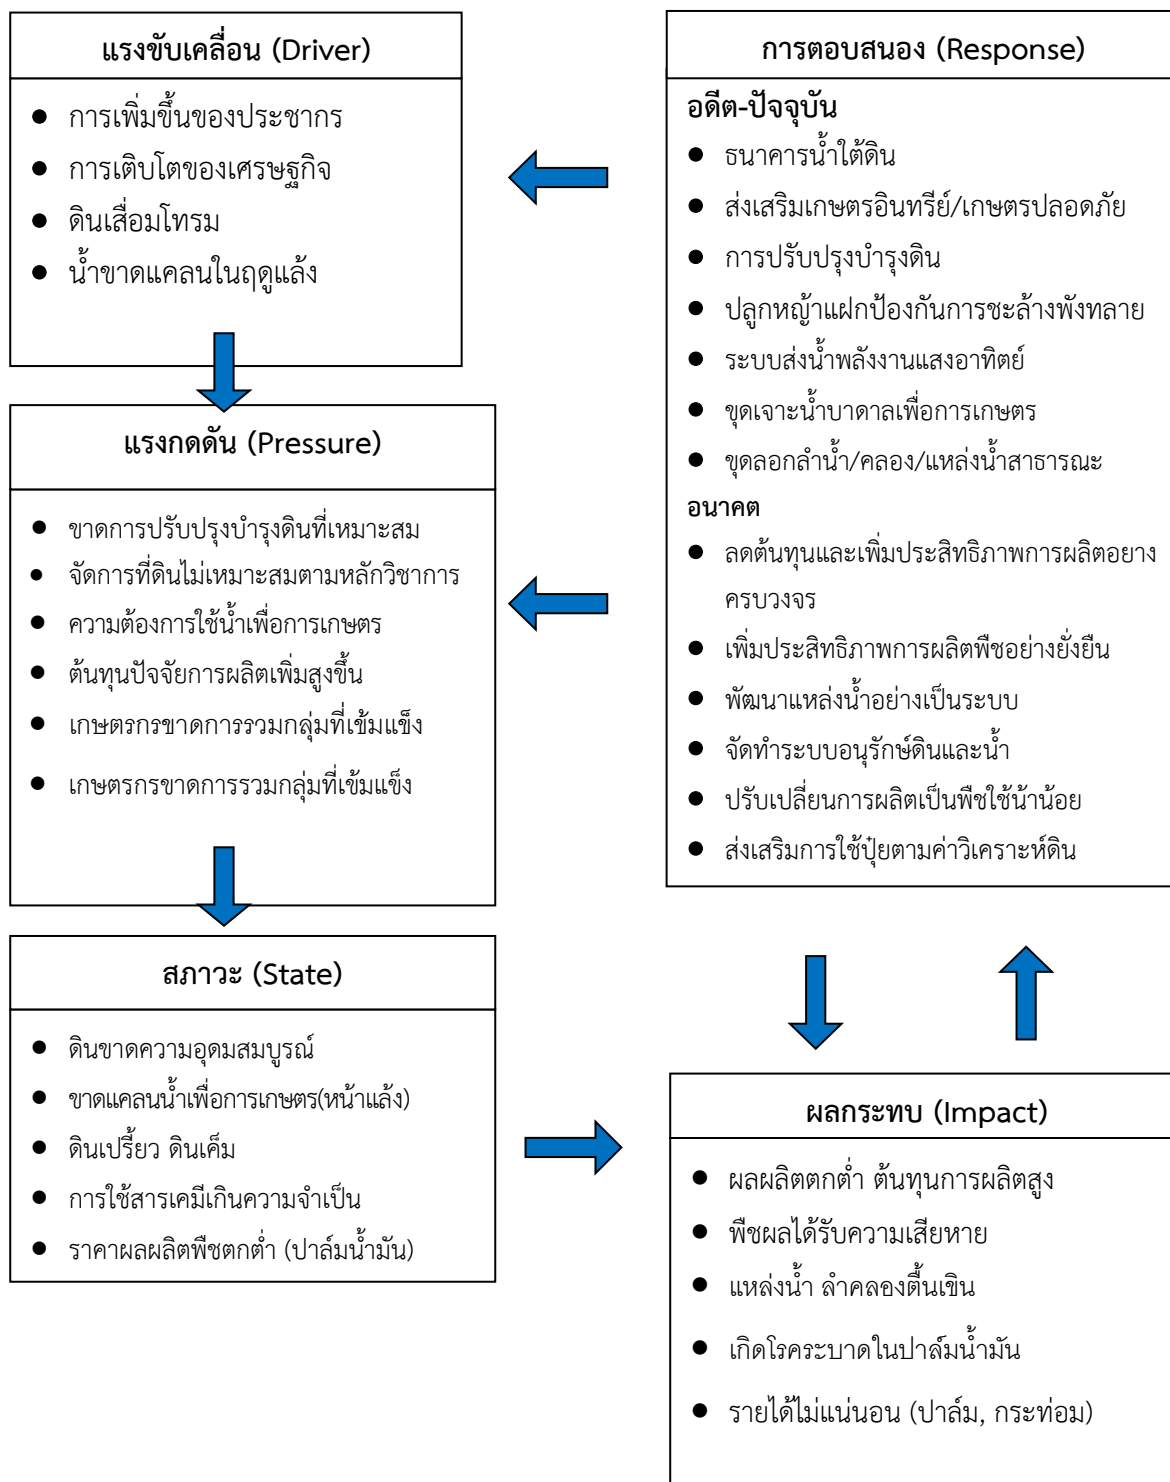 แรงขับเคลื่อน (Driver)
● การเพิ่มขึ้นของประชากร
● การเติบโตของเศรษฐกิจ
● ดินเสื่อมโทรม
● น้ำขาดแคลนในฤดูแล้ง
แรงกดดัน (Pressure)
● ขาดการปรับปรุงบำรุงดินที่เหมาะสม
● จัดการที่ดินไม่เหมาะสมตามหลักวิชาการ
● ความต้องการใช้น้ำเพื่อการเกษตร
● ต้นทุนปัจจัยการผลิตเพิ่มสูงขึ้น
● เกษตรกรขาดการรวมกลุ่มที่เข้มแข็ง
● เกษตรกรขาดการรวมกลุ่มที่เข้มแข็ง
สภาวะ (State)
● ดินขาดความอุดมสมบูรณ์
● ขาดแคลนน้ำเพื่อการเกษตร(หน้าแล้ง)
● ดินเปรี้ยว ดินเค็ม
● การใช้สารเคมีเกินความจำเป็น
● ราคาผลผลิตพืชตกต่ำ (ปาล์มน้ำมัน)
การตอบสนอง (Response)
อดีต-ปัจจุบัน
● ธนาคารน้ำใต้ดิน
● ส่งเสริมเกษตรอินทรีย์/เกษตรปลอดภัย
● การปรับปรุงบำรุงดิน
● ปลูกหญ้าแฝกป้องกันการชะล้างพังทลาย
● ระบบส่งน้ำพลังงานแสงอาทิตย์
● ขุดเจาะน้ำบาดาลเพื่อการเกษตร
● ขุดลอกลำน้ำ/คลอง/แหล่งน้ำสาธารณะ
อนาคต
● ลดต้นทุนและเพิ่มประสิทธิภาพการผลิตอยาง
ครบวงจร
● เพิ่มประสิทธิภาพการผลิตพืชอย่างยั่งยืน
● พัฒนาแหล่งน้ำอย่างเป็นระบบ
● จัดทำระบบอนุรักษ์ดินและน้ำ
● ปรับเปลี่ยนการผลิตเป็นพืชใช้น้าน้อย
● ส่งเสริมการใช้ปุ๋ยตามค่าวิเคราะห์ดิน
ผลกระทบ (Impact)
● ผลผลิตตกต่ำ ต้นทุนการผลิตสูง
● พืชผลได้รับความเสียหาย
● แหล่งน้ำ ลำคลองตื้นเขิน
● เกิดโรคระบาดในปาล์มน้ำมัน
● รายได้ไม่แน่นอน (ปาล์ม, กระท่อม)